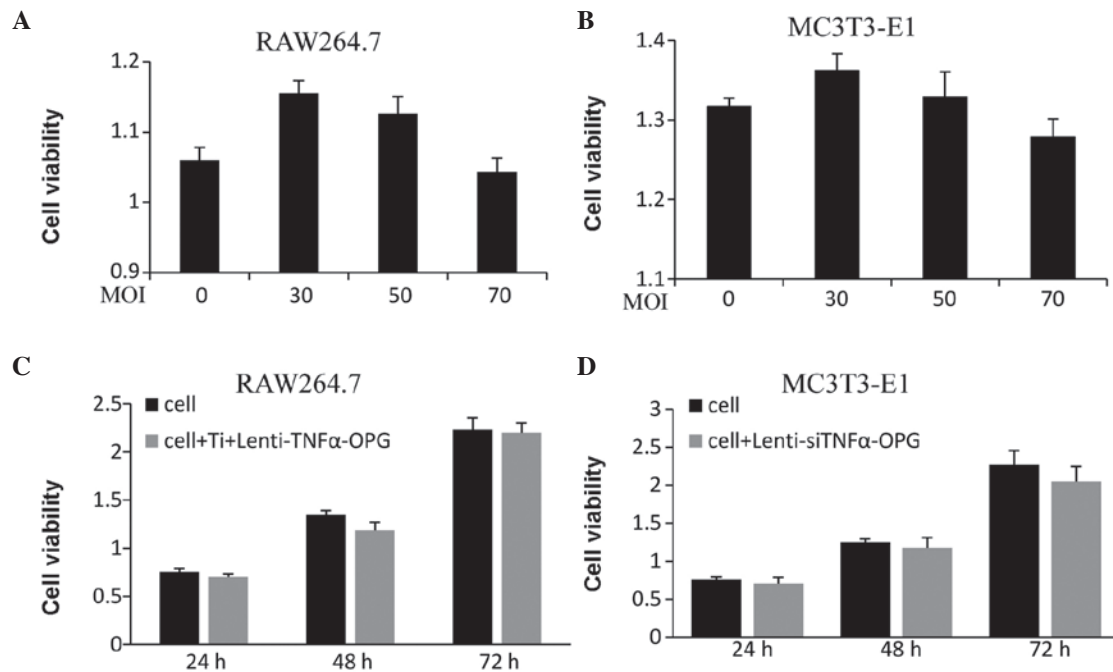 A
RAW264.7
Cell viability
1.2
1.1
1
0.9
MOI 0 30 50 70
B
MC3T3-E1
Cell viability
1.4
1.3
1.2
1.1
MOI 0 30 50 70
C
RAW264.7
cell
cell+Ti+Lenti-TNFα-OPG
Cell viability
2.5
2
1.5
1
0.5
0
24 h 48 h 72 h
D
MC3T3-E1
cell
cell+Lenti-siTNFα-OPG
Cell viability
3
2.5
2
1.5
1
0.5
0
24 h 48 h 72 h